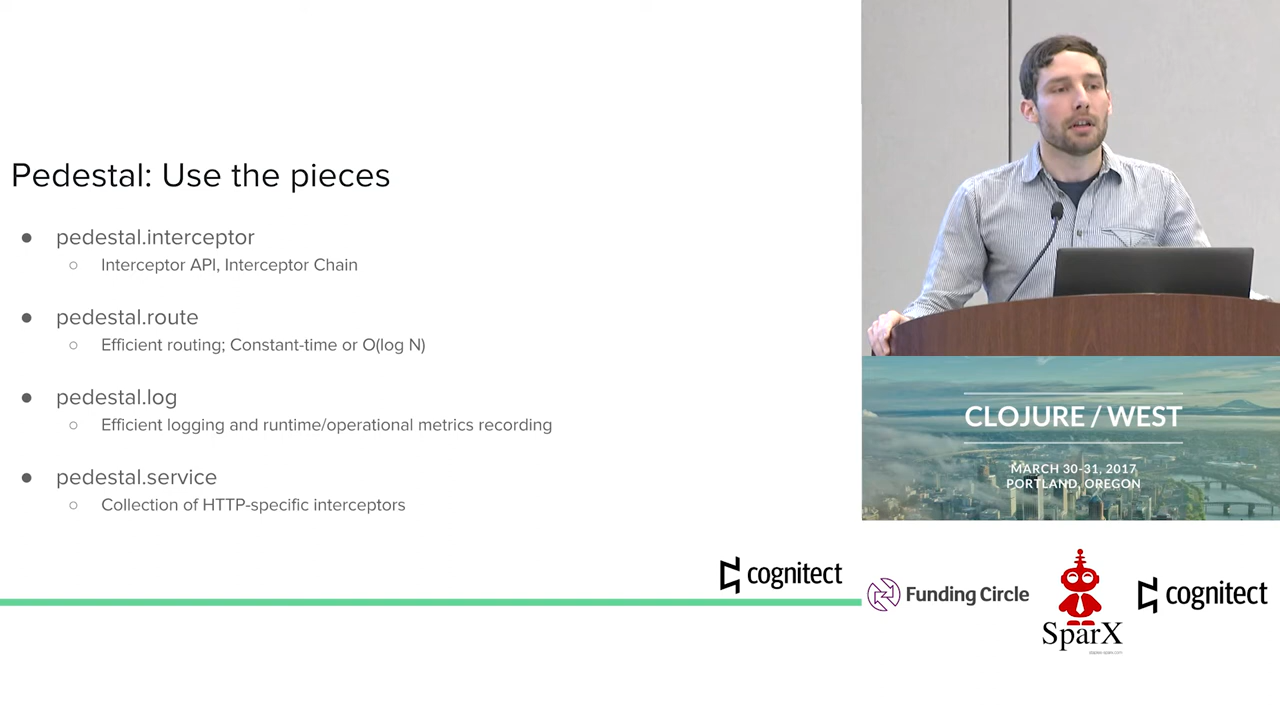 Pedestal: Use the pieces
● pedestal.interceptor
○ Interceptor API, Interceptor Chain
● pedestal.route
○ Efficient routing; Constant-time or O(log N)
● pedestal.log
○ Efficient logging and runtime/operational metrics recording
● pedestal.service
○ Collection of HTTP-specific interceptors
cognitect
CLOJURE / WEST
MARCH 30-31, 2017
PORTLAND, OREGON
Funding Circle
SparX
cognitect